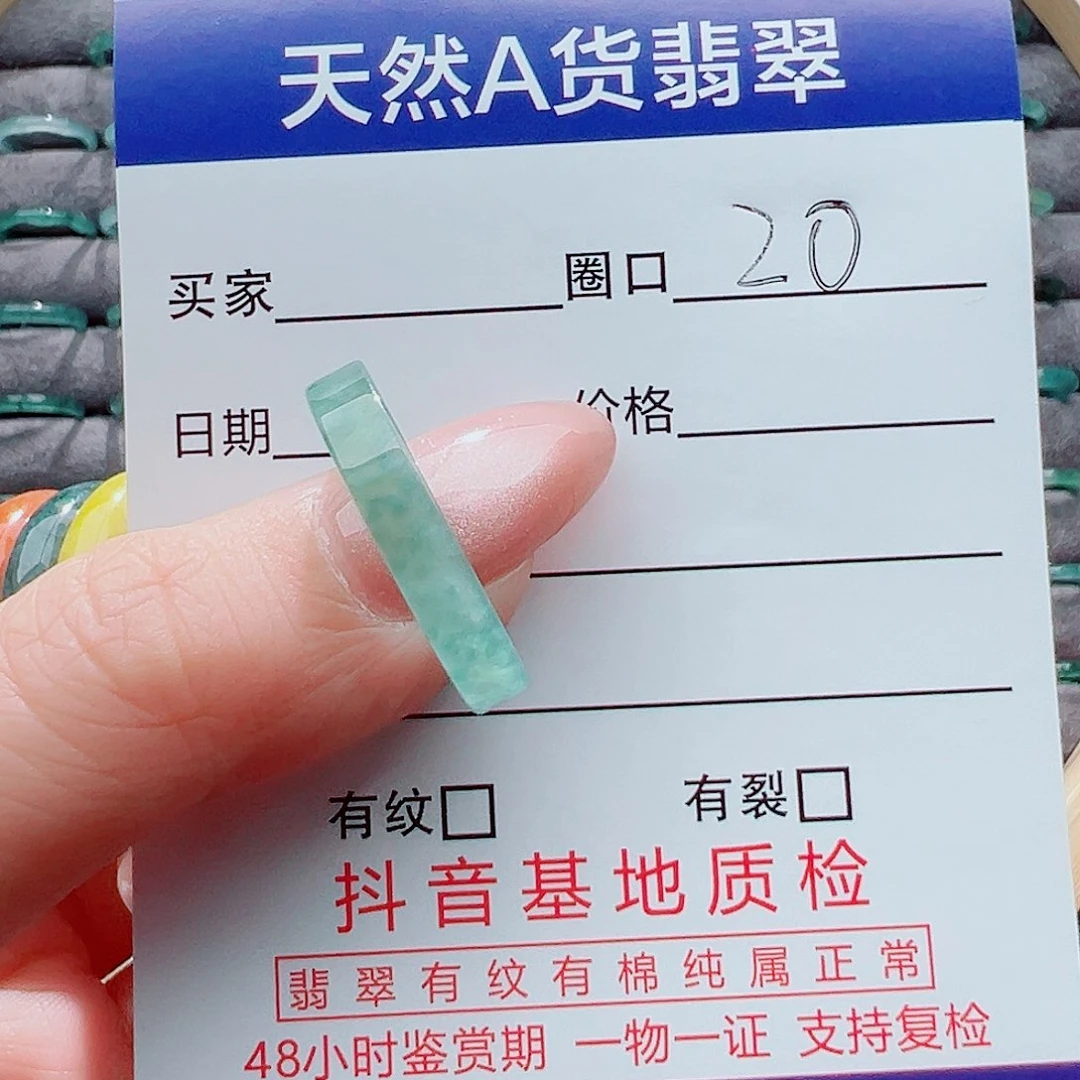 天然A货翡翠
买家 圈口 20
日期 价格
有纹 有裂
抖音基地质检
翡翠有纹有棉纯属正常
48小时鉴赏期 一物一证 支持复检